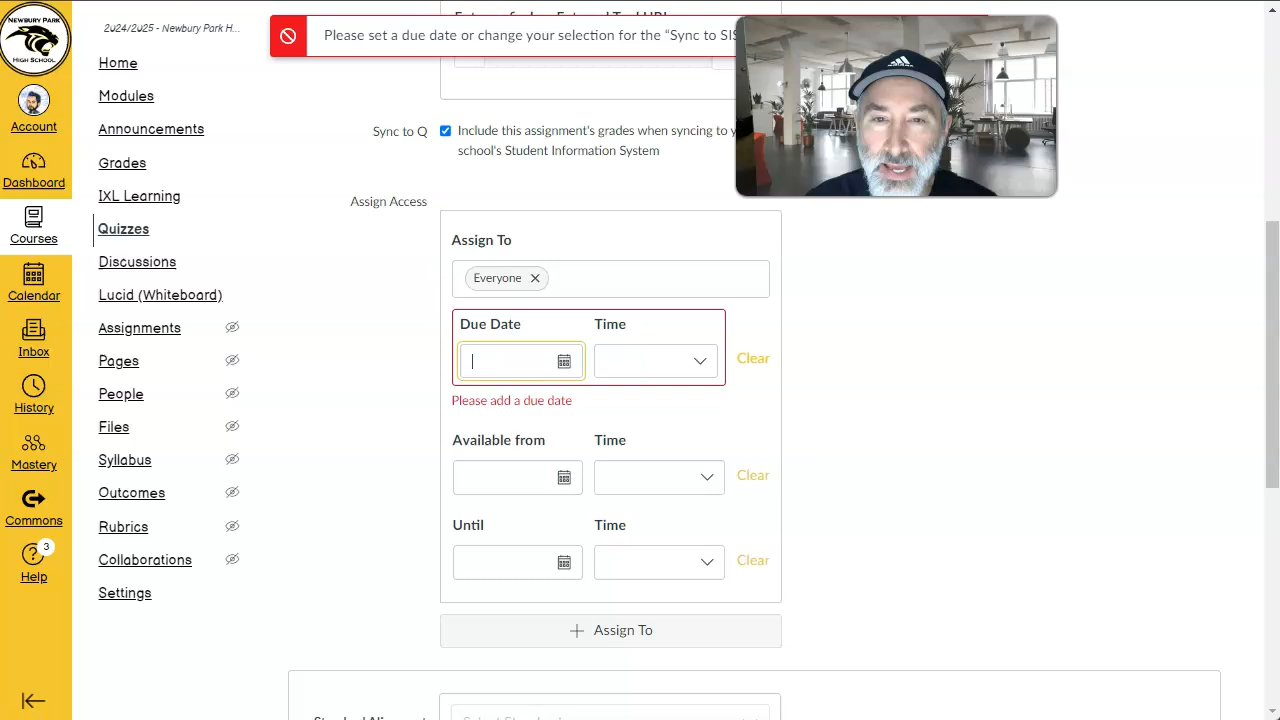 NEWBURY PARK
HIGH SCHOOL
Account
Dashboard
Courses
Calendar
Inbox
History
Mastery
Commons
3
Help
2024/2025 - Newbury Park H...
Home
Modules
Announcements
Grades
IXL Learning
Quizzes
Discussions
Lucid (Whiteboard)
Assignments
Pages
People
Files
Syllabus
Outcomes
Rubrics
Collaborations
Settings
Please set a due date or change your selection for the “Sync to SIS
Sync to Q
Include this assignment's grades when syncing to y
school's Student Information System
Assign Access
Assign To
Everyone
Due Date Time
Clear
Please add a due date
Available from Time
Clear
Until Time
Clear
Assign To